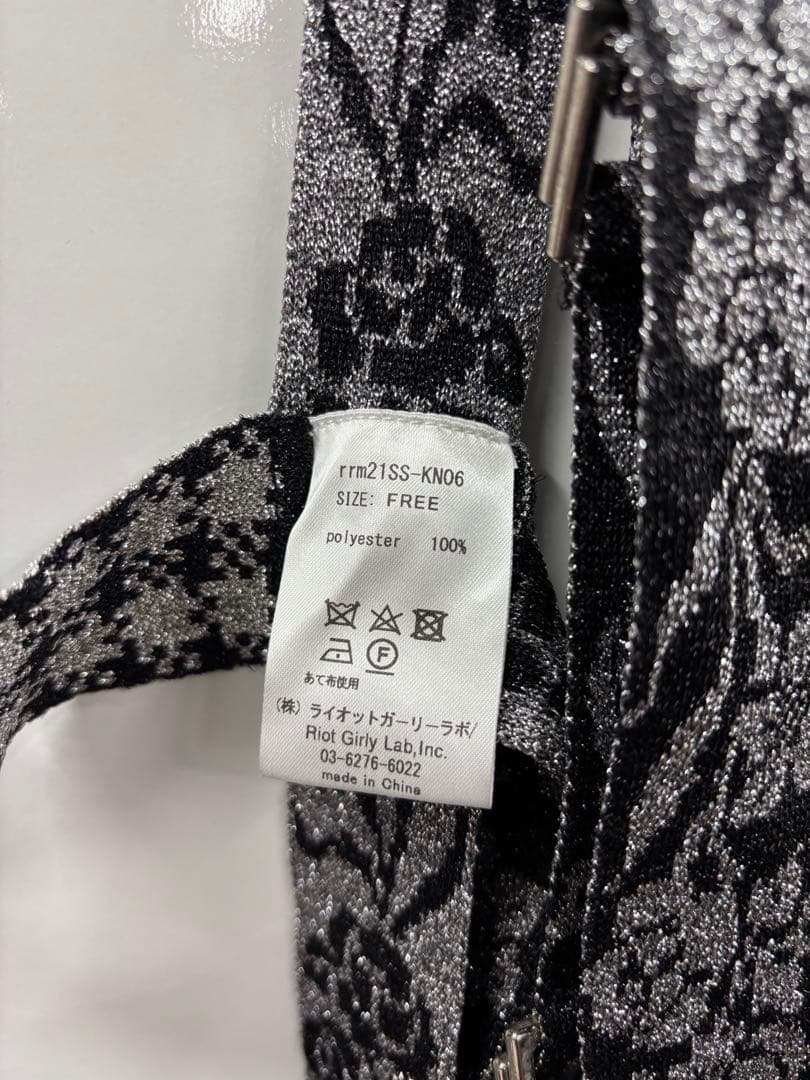 rrm21SS-KN06
SIZE: FREE
polyester 100%
F
あて布使用
(株) ライオットガーリーラボ/
Riot Girly Lab,Inc.
03-6276-6022
made in China